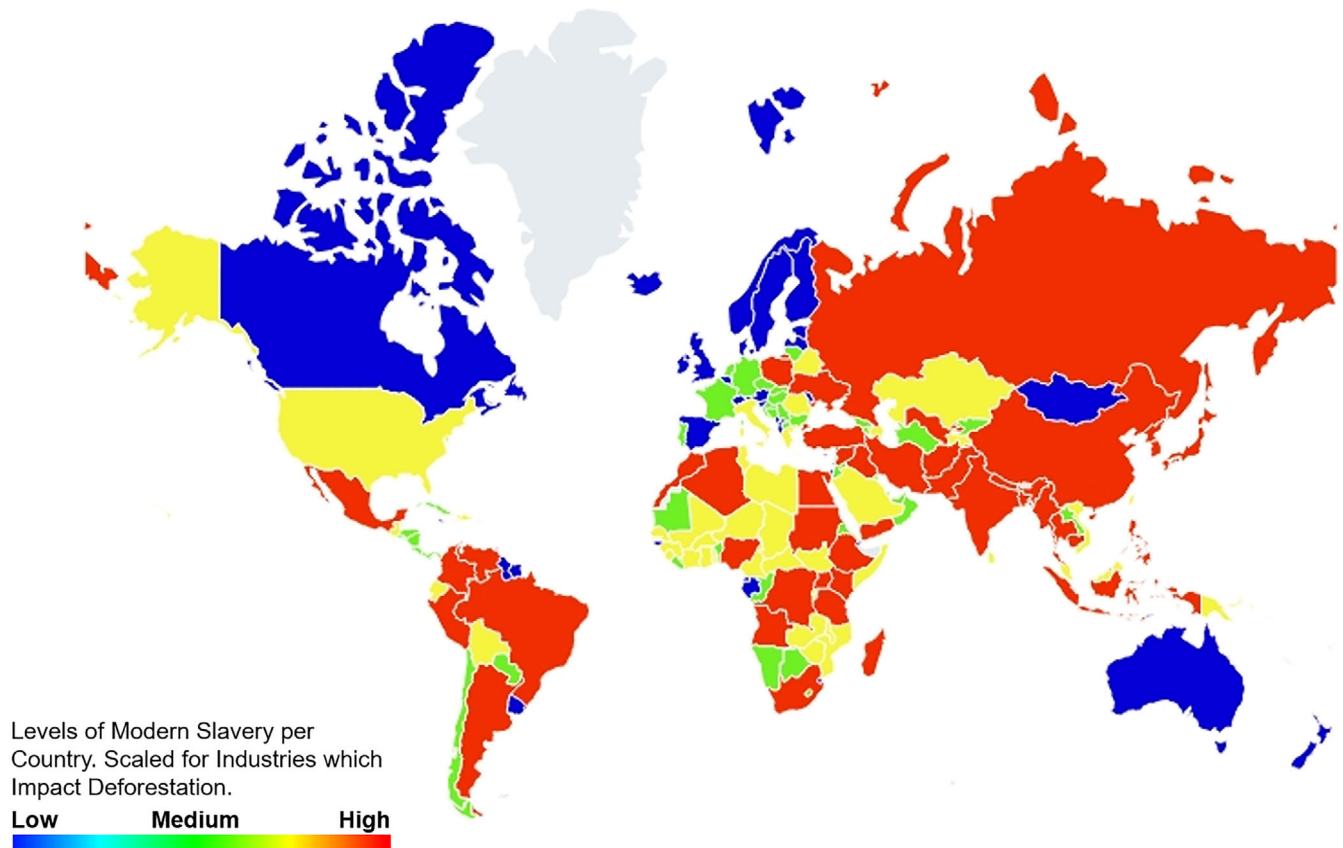 Levels of Modern Slavery per
Country. Scaled for Industries which
Impact Deforestation.
Low Medium High